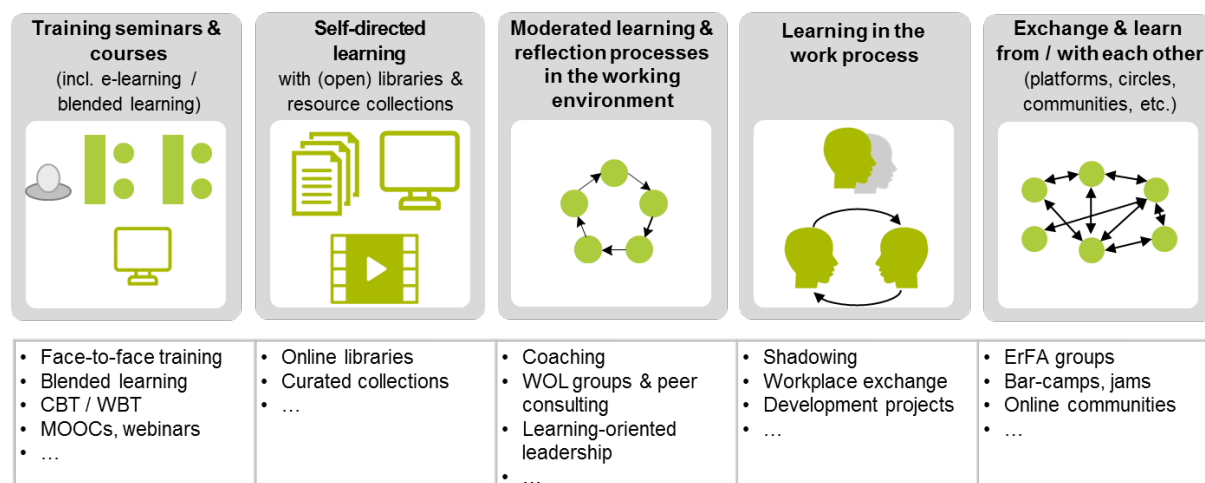 Training seminars &
courses
(incl. e-learning /
blended learning)
Self-directed
learning
with (open) libraries &
resource collections
Moderated learning &
reflection processes
in the working
environment
Learning in the
work process
Exchange & learn
from / with each other
(platforms, circles,
communities, etc.)
• Face-to-face training
• Blended learning
• CBT / WBT
• MOOCs, webinars
• …
• Online libraries
• Curated collections
• …
• Coaching
• WOL groups & peer
consulting
• Learning-oriented
leadership
• …
• Shadowing
• Workplace exchange
• Development projects
• …
• ErFA groups
• Bar-camps, jams
• Online communities
• …